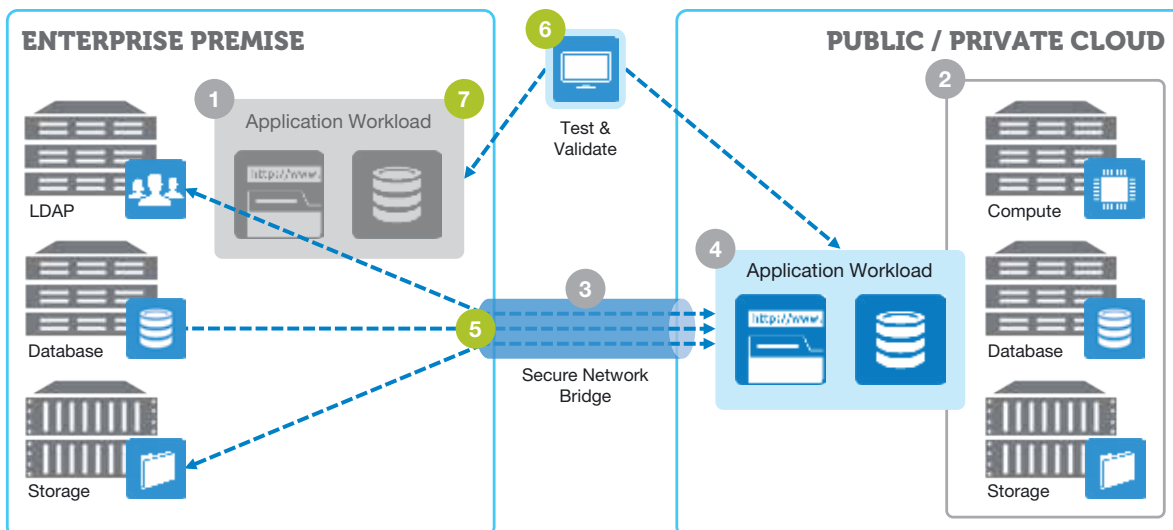 ENTERPRISE PREMISE
6
PUBLIC / PRIVATE CLOUD
1
7
2
Application Workload
Test &
Validate
http://www.
LDAP
Compute
4
Application Workload
3
http://www.
5
Database
Secure Network
Bridge
Database
Storage
Storage